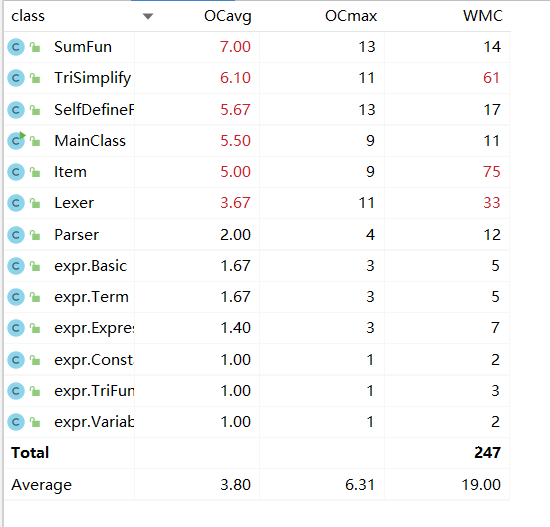 class OCavg OCmax WMC
SumFun 7.00 13 14
TriSimplify 6.10 11 61
SelfDefineF 5.67 13 17
MainClass 5.50 9 11
Item 5.00 9 75
Lexer 3.67 11 33
Parser 2.00 4 12
expr.Basic 1.67 3 5
expr.Term 1.67 3 5
expr.Expres 1.40 3 7
expr.Consta 1.00 1 2
expr.TriFun 1.00 1 3
expr.Variab 1.00 1 2
Total 247
Average 3.80 6.31 19.00